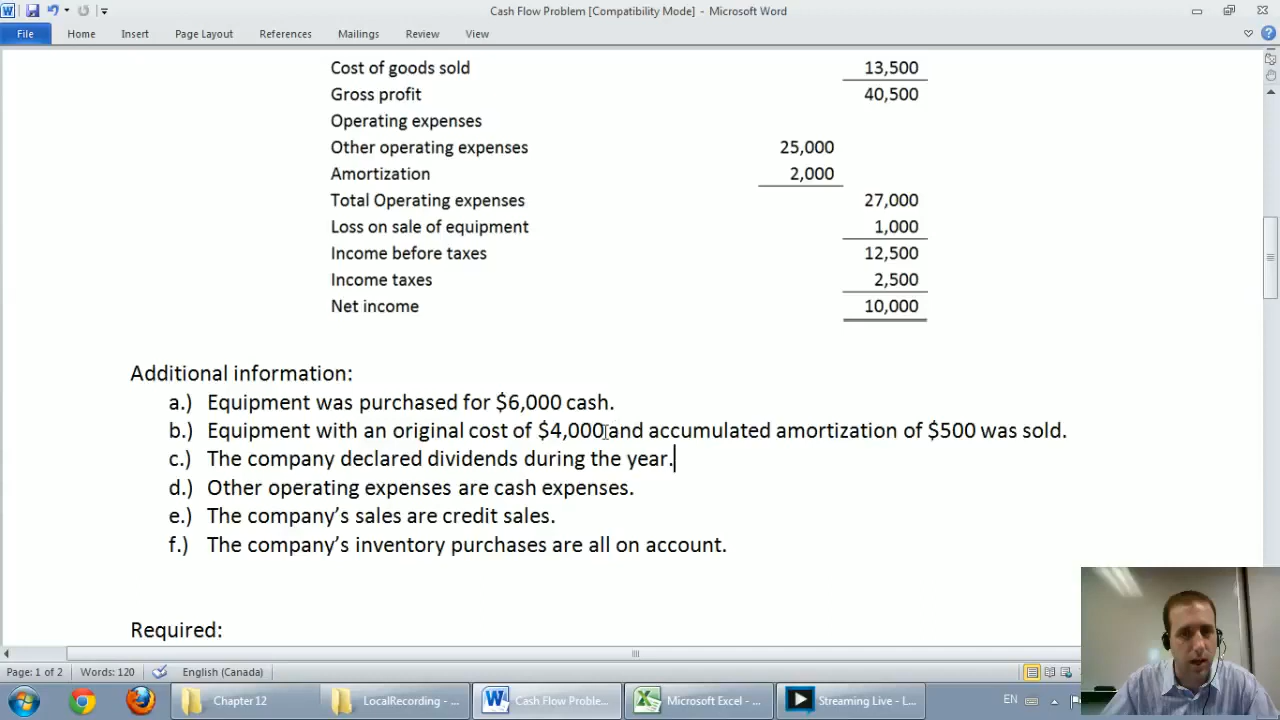 Cash Flow Problem [Compatibility Mode] - Microsoft Word
File Home Insert Page Layout References Mailings Review View
Cost of goods sold 13,500
Gross profit 40,500
Operating expenses
Other operating expenses 25,000
Amortization 2,000
Total Operating expenses 27,000
Loss on sale of equipment 1,000
Income before taxes 12,500
Income taxes 2,500
Net income 10,000
Additional information:
a.) Equipment was purchased for $6,000 cash.
b.) Equipment with an original cost of $4,000 and accumulated amortization of $500 was sold.
c.) The company declared dividends during the year.
d.) Other operating expenses are cash expenses.
e.) The company's sales are credit sales.
f.) The company's inventory purchases are all on account.
Required:
Page: 1 of 2 Words: 120 English (Canada)
Chapter 12 LocalRecording - ... Cash Flow Proble... Microsoft Excel - ... Streaming Live - L... EN